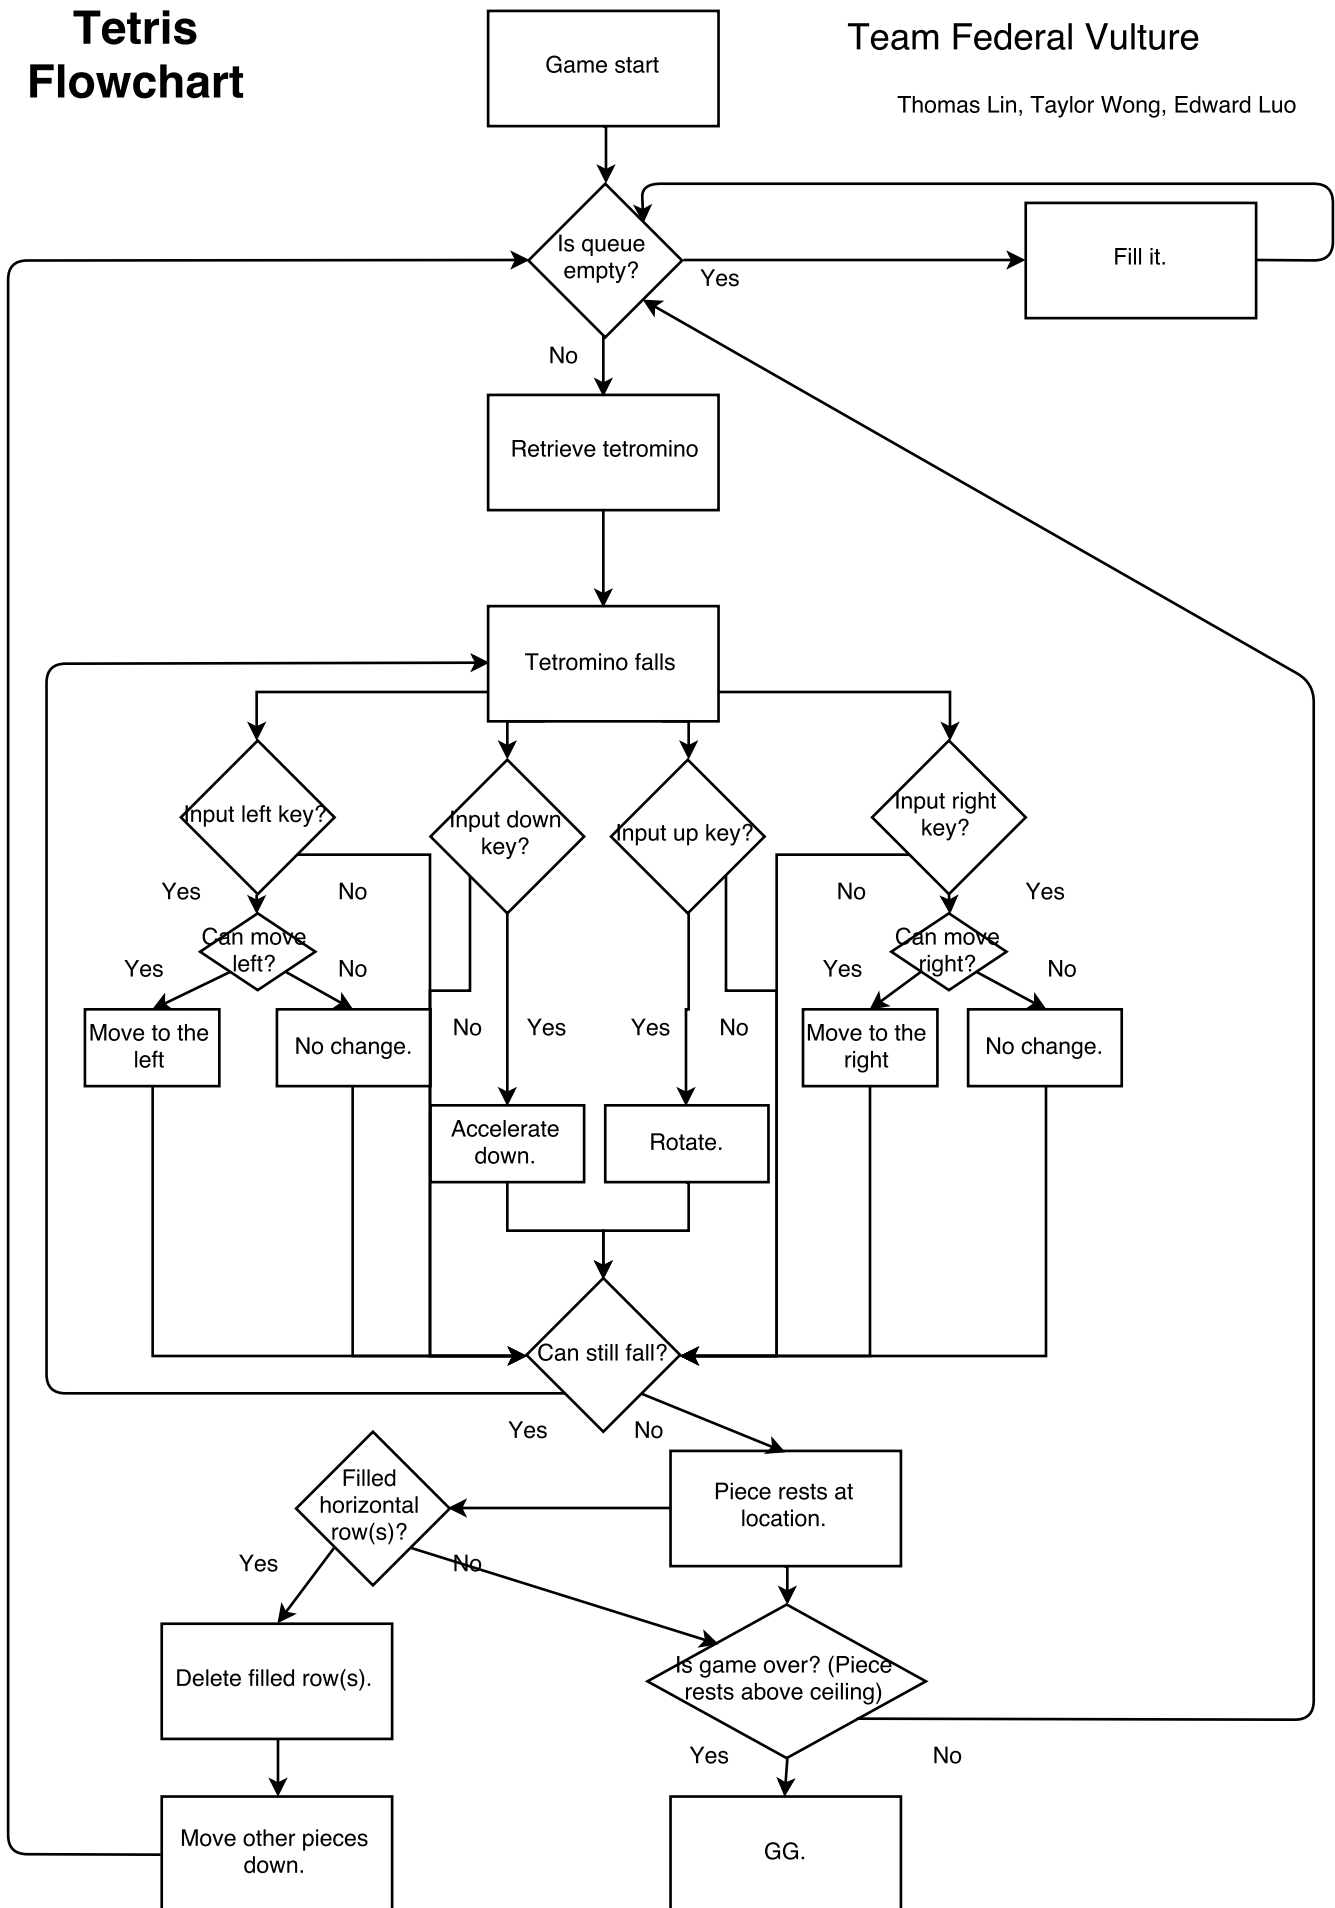 Tetris
Flowchart
Team Federal Vulture
Thomas Lin, Taylor Wong, Edward Luo
Game start
Is queue
empty?
Yes
Fill it.
No
Retrieve tetromino
Tetromino falls
Input left key?
Input down
key?
Input up key?
Input right
key?
Yes
No
No
Yes
Can move
left?
Can move
right?
Yes
No
Yes
No
Move to the
left
No change.
No
Yes
Yes
No
Move to the
right
No change.
Accelerate
down.
Rotate.
Can still fall?
Yes
No
Filled
horizontal
row(s)?
Piece rests at
location.
Yes
No
Delete filled row(s).
Is game over? (Piece
rests above ceiling)
Yes
No
Move other pieces
down.
GG.